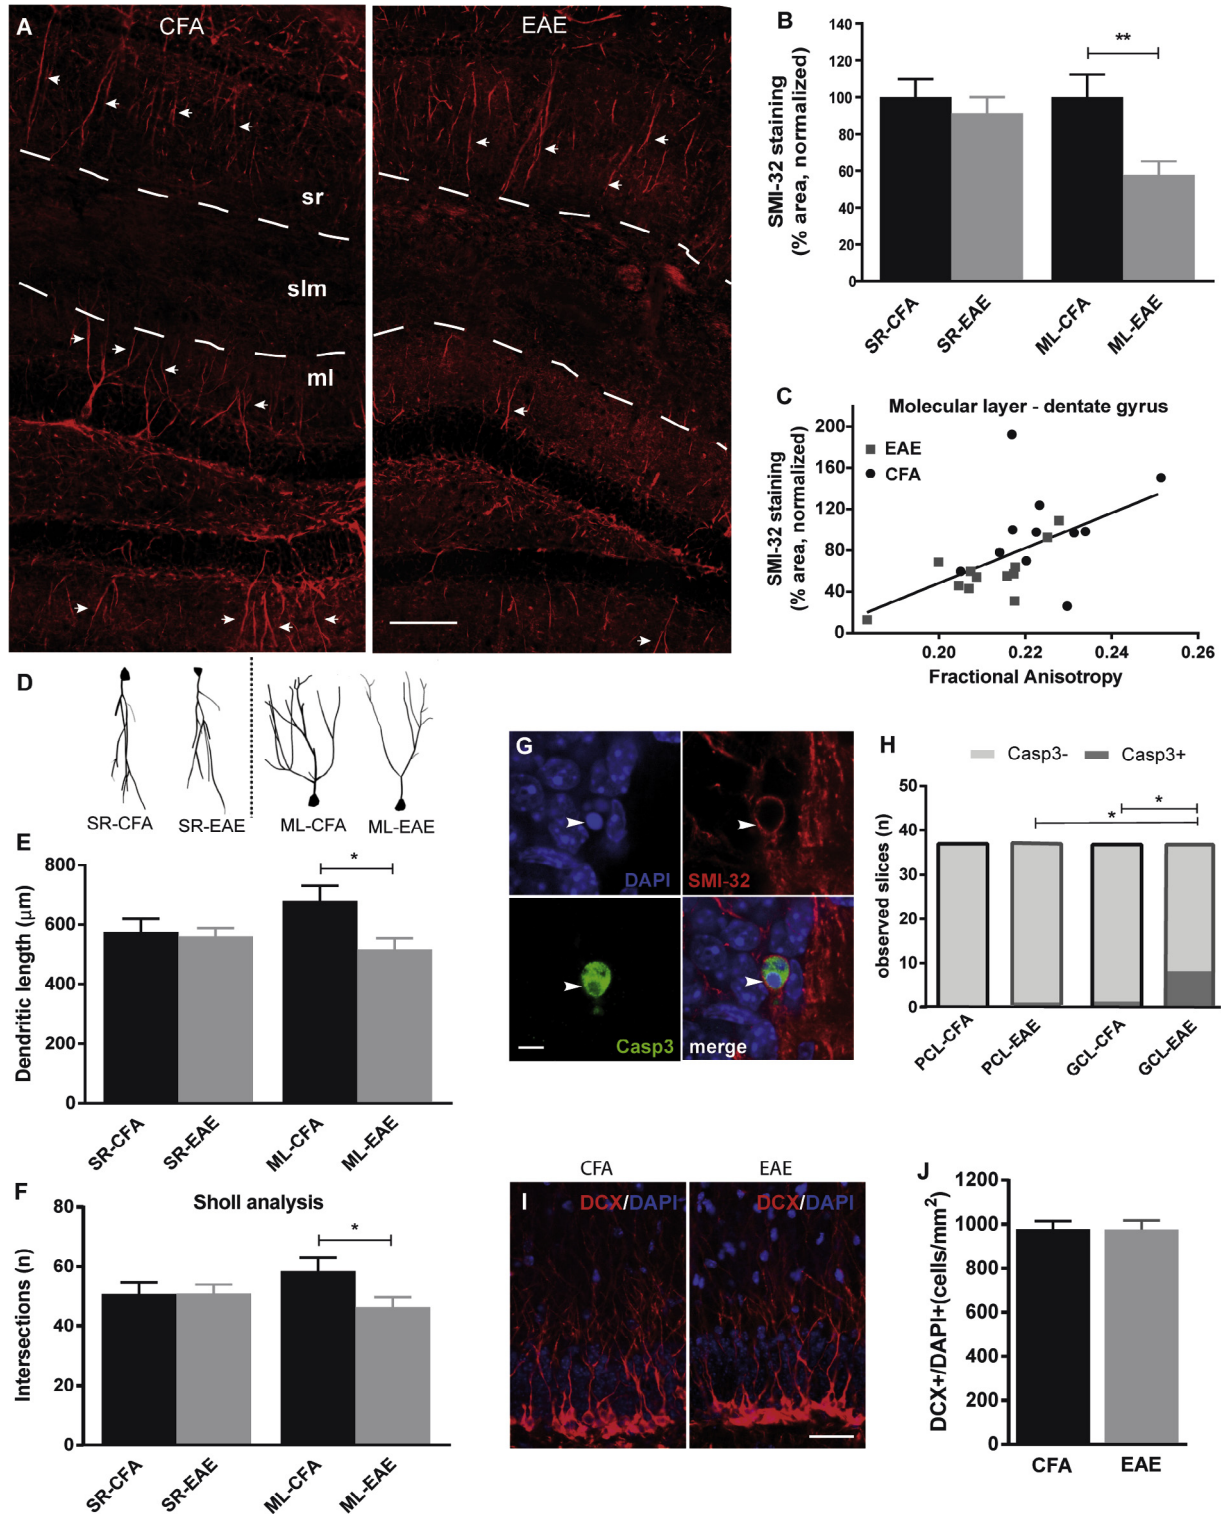 A
CFA
EAE
sr
slm
ml
B
SMI-32 staining
(% area, normalized)
140
120
100
80
60
40
20
0
**
SR-CFA
SR-EAE
ML-CFA
ML-EAE
C
Molecular layer - dentate gyrus
SMI-32 staining
(% area, normalized)
200
160
120
80
40
0
EAE
CFA
0.20
0.22
0.24
0.26
Fractional Anisotropy
D
SR-CFA
SR-EAE
ML-CFA
ML-EAE
E
Dendritic length (μm)
800
600
400
200
0
*
SR-CFA
SR-EAE
ML-CFA
ML-EAE
F
Sholl analysis
Intersections (n)
80
60
40
20
0
*
SR-CFA
SR-EAE
ML-CFA
ML-EAE
G
DAPI
SMI-32
Casp3
merge
H
Casp3-
Casp3+
observed slices (n)
50
40
30
20
10
0
*
*
PCL-CFA
PCL-EAE
GCL-CFA
GCL-EAE
I
CFA
EAE
DCX/DAPI
DCX/DAPI
J
DCX+/DAPI+(cells/mm²)
1200
1000
800
600
400
200
0
CFA
EAE